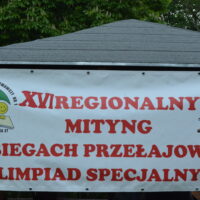 XVI REGIONALNY
MITYNG
BIEGACH PRZEŁAJOW
LIMPIAD SPECJALNY